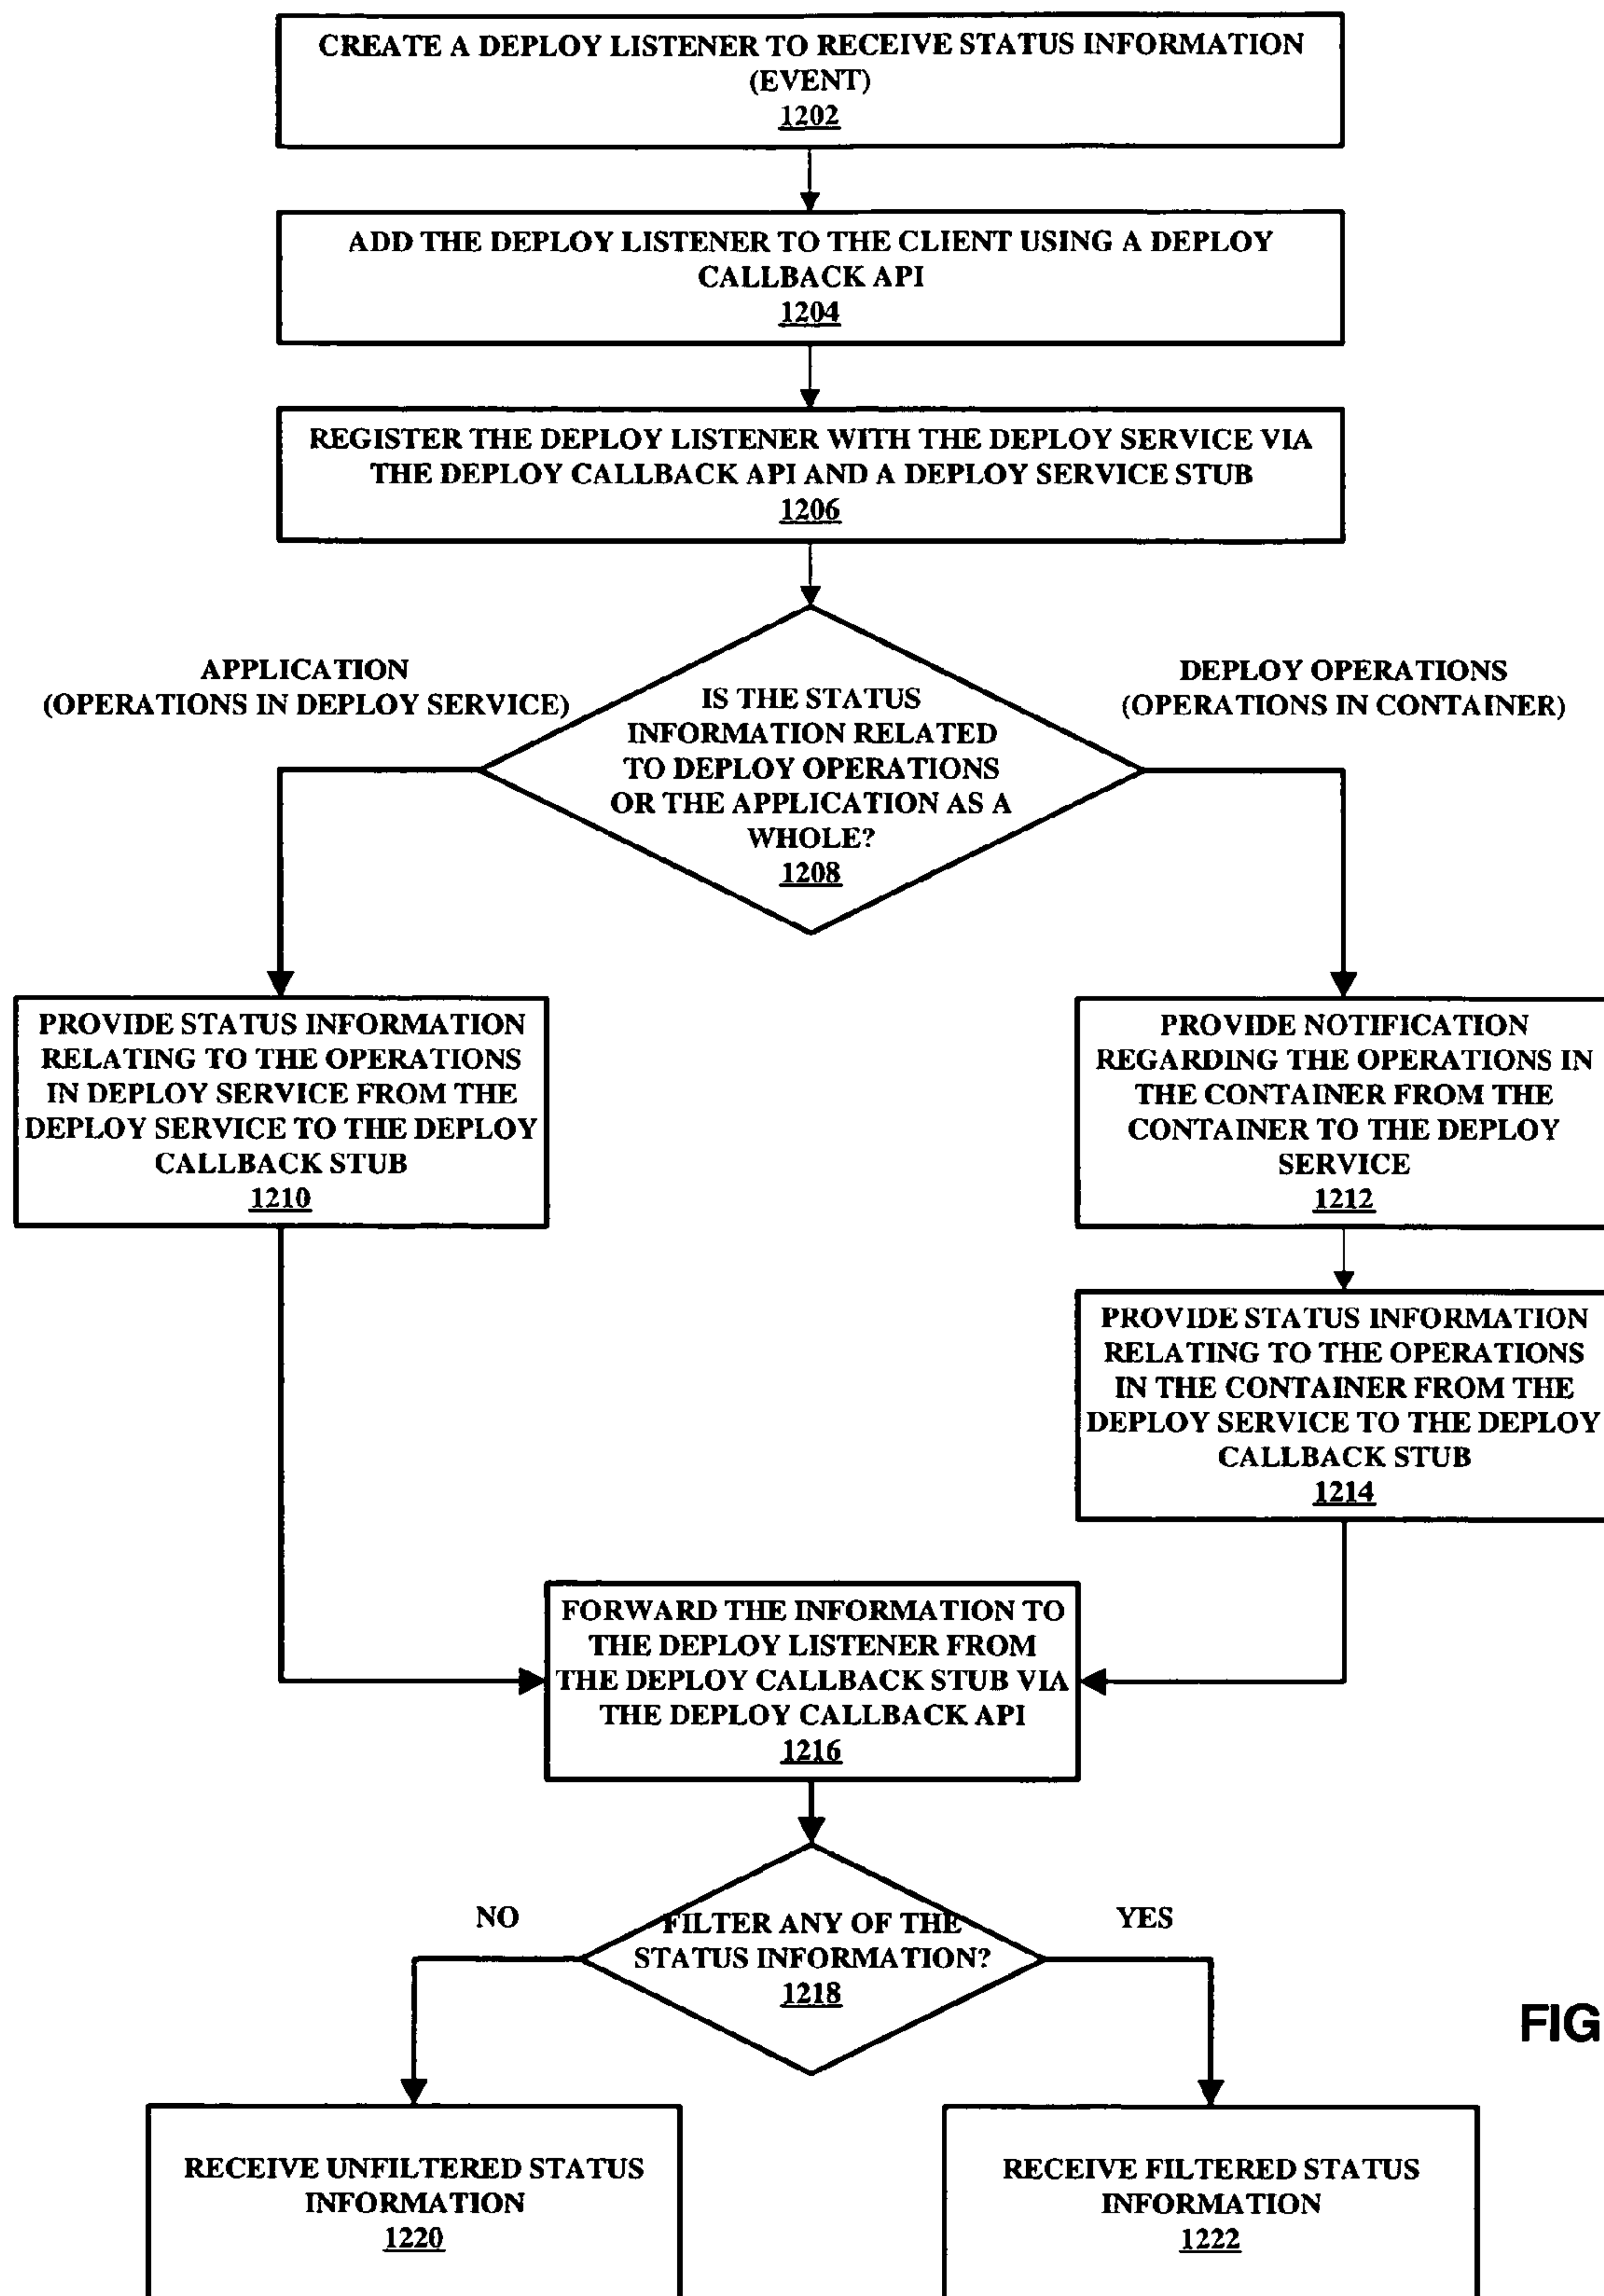 CREATE A DEPLOY LISTENER TO RECEIVE STATUS INFORMATION
(EVENT)
1202
ADD THE DEPLOY LISTENER TO THE CLIENT USING A DEPLOY
CALLBACK API
1204
REGISTER THE DEPLOY LISTENER WITH THE DEPLOY SERVICE VIA
THE DEPLOY CALLBACK API AND A DEPLOY SERVICE STUB
1206
APPLICATION
(OPERATIONS IN DEPLOY SERVICE)
DEPLOY OPERATIONS
(OPERATIONS IN CONTAINER)
IS THE STATUS
INFORMATION RELATED
TO DEPLOY OPERATIONS
OR THE APPLICATION AS A
WHOLE?
1208
PROVIDE STATUS INFORMATION
RELATING TO THE OPERATIONS
IN DEPLOY SERVICE FROM THE
DEPLOY SERVICE TO THE DEPLOY
CALLBACK STUB
1210
PROVIDE NOTIFICATION
REGARDING THE OPERATIONS IN
THE CONTAINER FROM THE
CONTAINER TO THE DEPLOY
SERVICE
1212
PROVIDE STATUS INFORMATION
RELATING TO THE OPERATIONS
IN THE CONTAINER FROM THE
DEPLOY SERVICE TO THE DEPLOY
CALLBACK STUB
1214
FORWARD THE INFORMATION TO
THE DEPLOY LISTENER FROM
THE DEPLOY CALLBACK STUB VIA
THE DEPLOY CALLBACK API
1216
NO
YES
FILTER ANY OF THE
STATUS INFORMATION?
1218
FIG
RECEIVE UNFILTERED STATUS
INFORMATION
1220
RECEIVE FILTERED STATUS
INFORMATION
1222